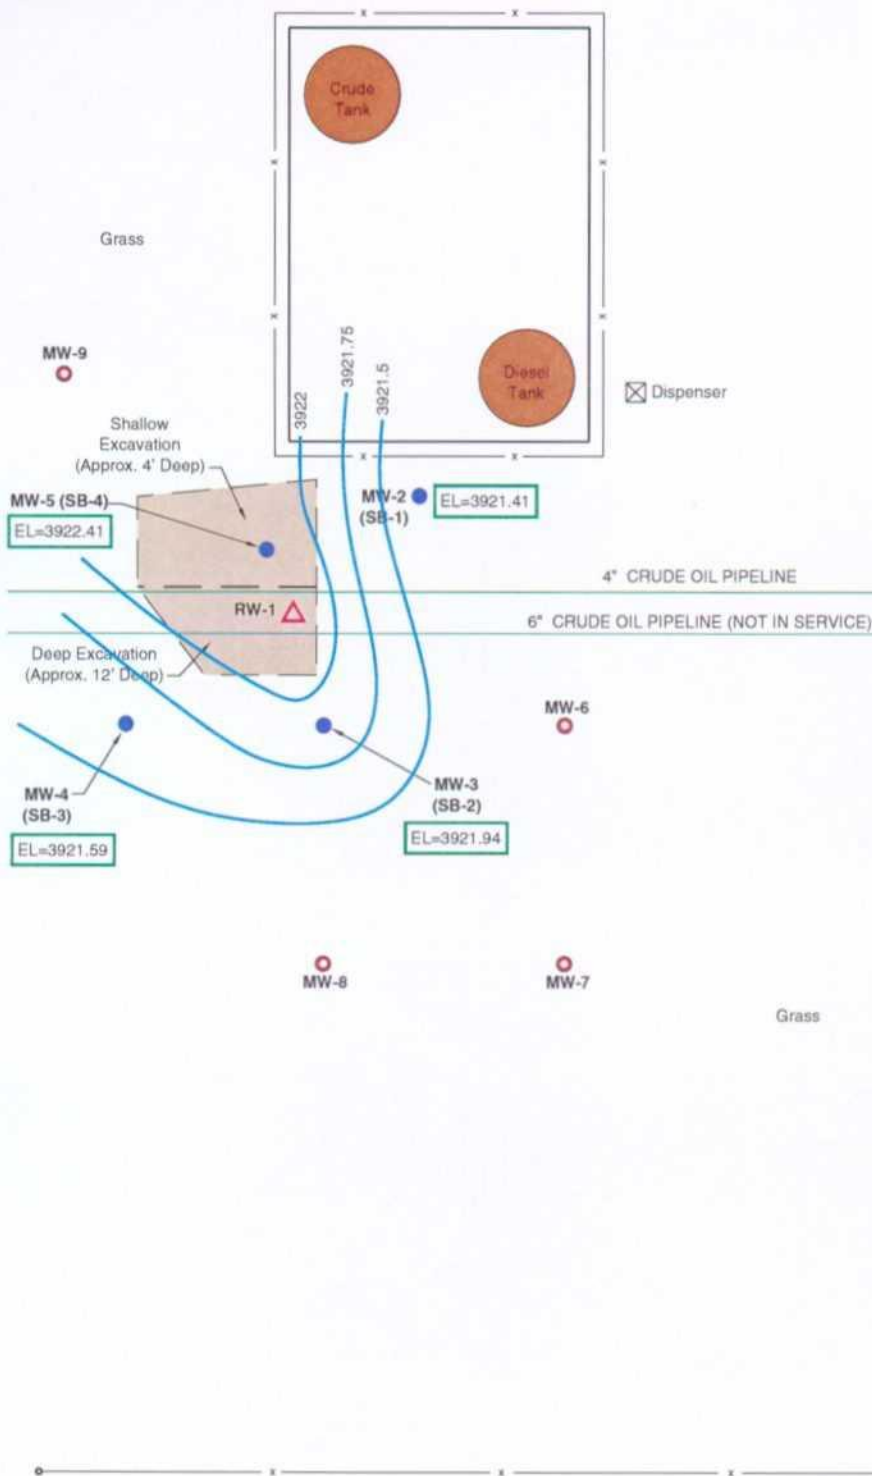 Crude
Tank
Grass
3921.75
MW-9
3921.5
3922
Diesel
Tank
Dispenser
Shallow
Excavation
(Approx. 4' Deep)
MW-5 (SB-4)
EL=3922.41
MW-2
(SB-1)
EL=3921.41
4" CRUDE OIL PIPELINE
RW-1
6" CRUDE OIL PIPELINE (NOT IN SERVICE)
Deep Excavation
(Approx. 12' Deep)
MW-6
MW-4
(SB-3)
EL=3921.59
MW-3
(SB-2)
EL=3921.94
MW-8
MW-7
Grass